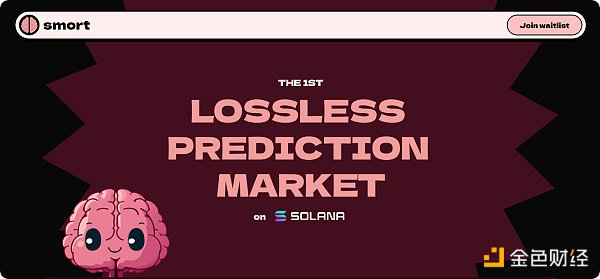 smort
Join waitlist
THE 1ST
LOSSLESS
PREDICTION
MARKET
on SOLANA
金色财经